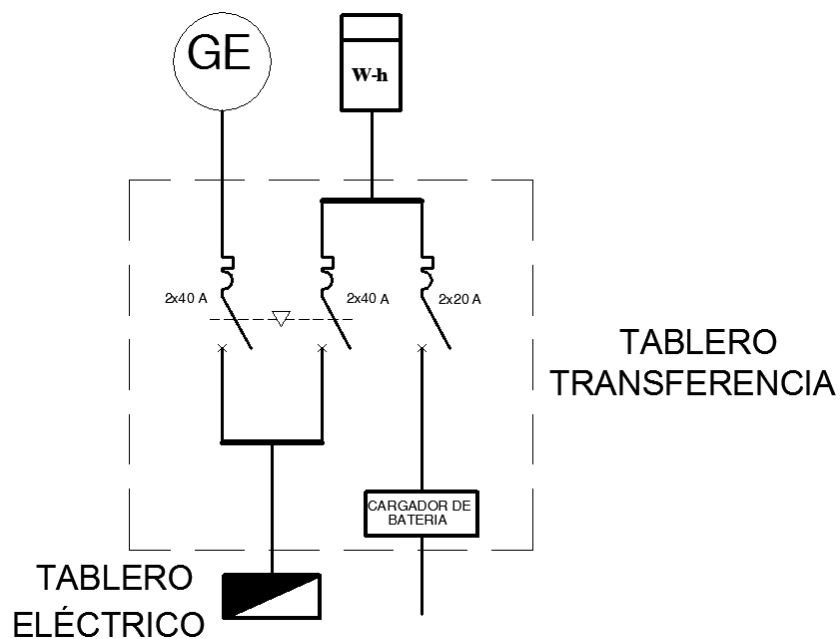 GE
W-h
2x40 A
2x40 A
2x20 A
TABLERO
TRANSFERENCIA
CARGADOR DE
BATERIA
TABLERO
ELÉCTRICO